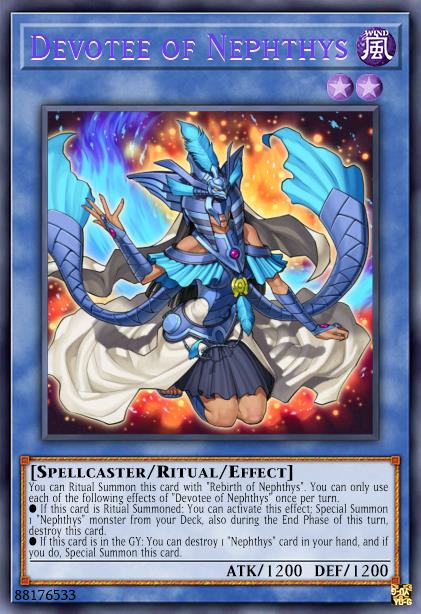 DEVOTEE OF NEPHTHYS
WIND
風
[SPELLCASTER/RITUAL/EFFECT]
You can Ritual Summon this card with "Rebirth of Nephthys". You can only use
each of the following effects of "Devotee of Nephthys" once per turn.
● If this card is Ritual Summoned: You can activate this effect; Special Summon
1 "Nephthys" monster from your Deck, also during the End Phase of this turn,
destroy this card.
● If this card is in the GY: You can destroy 1 "Nephthys" card in your hand, and if
you do, Special Summon this card.
ATK/1200 DEF/1200
88176533